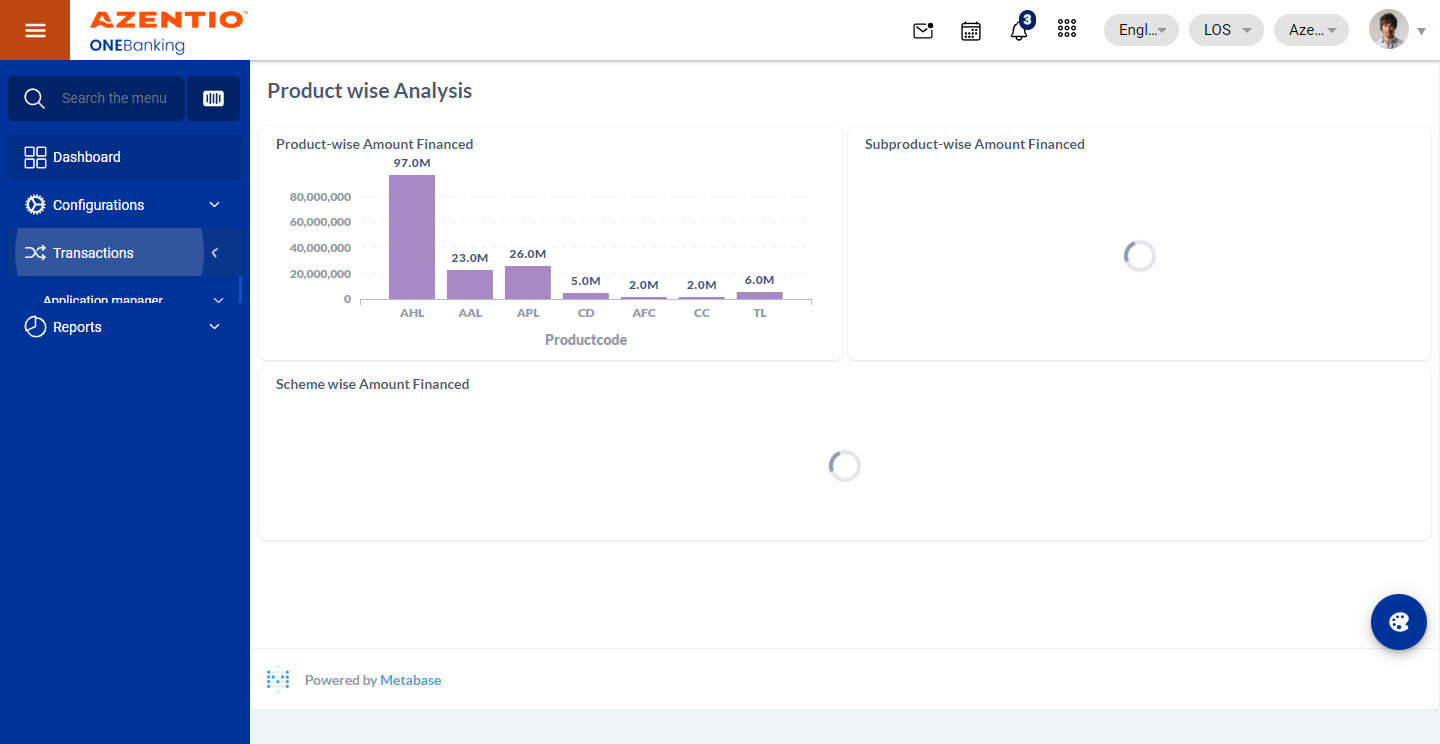 AZENTIO™
ONEBanking
3
Engl...
LOS
Aze...
Search the menu
Dashboard
Configurations
Transactions
Application manager
Reports
Product wise Analysis
Product-wise Amount Financed
97.0M
80,000,000
60,000,000
40,000,000
20,000,000
0
23.0M
26.0M
5.0M
2.0M
2.0M
6.0M
AHL
AAL
APL
CD
AFC
CC
TL
Productcode
Subproduct-wise Amount Financed
Scheme wise Amount Financed
Powered by Metabase